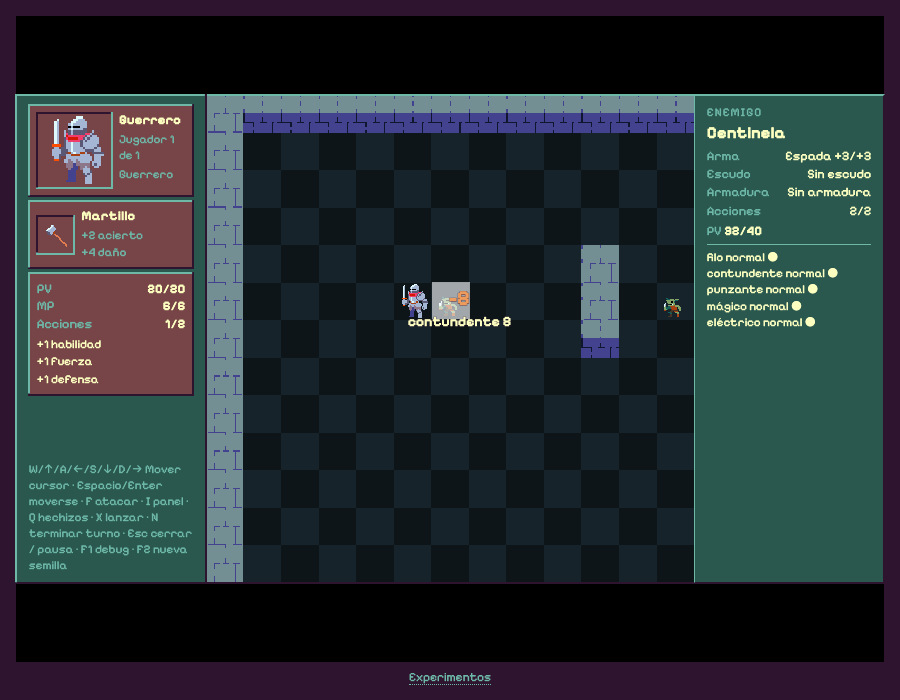 Guerrero
Jugador 1
de 1
Guerrero
Martillo
+2 acierto
+4 daño
PV 80/80
MP 6/6
Acciones 1/2
+1 habilidad
+1 fuerza
+1 defensa
W/↑/A/←/S/↓/D/→ Mover
cursor · Espacio/Enter
moverse · F atacar · I panel ·
Q hechizos · X lanzar · N
terminar turno · Esc cerrar
/ pausa · F1 debug · F2 nueva
semilla
-8
contundente 8
ENEMIGO
Centinela
Arma Espada +3/+3
Escudo Sin escudo
Armadura Sin armadura
Acciones 2/2
PV 32/40
filo normal
contundente normal
punzante normal
mágico normal
eléctrico normal
Experimentos